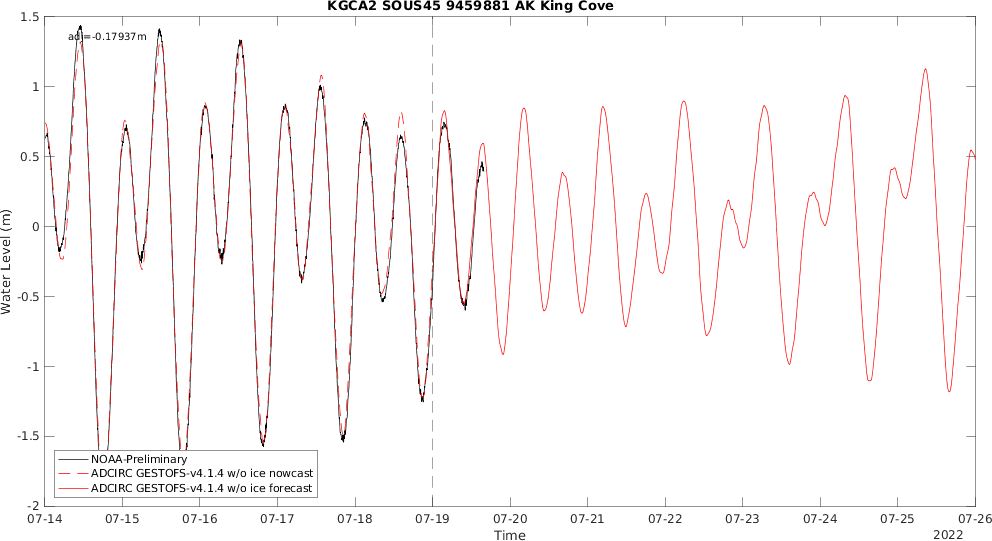 KGCA2 SOUS45 9459881 AK King Cove
1.5
adj=-0.17937m
1
0.5
0
-0.5
-1
-1.5
-2
Water Level (m)
NOAA-Preliminary
ADCIRC GESTOFS-v4.1.4 w/o ice nowcast
ADCIRC GESTOFS-v4.1.4 w/o ice forecast
07-14 07-15 07-16 07-17 07-18 07-19 07-20 07-21 07-22 07-23 07-24 07-25 07-26
Time
2022